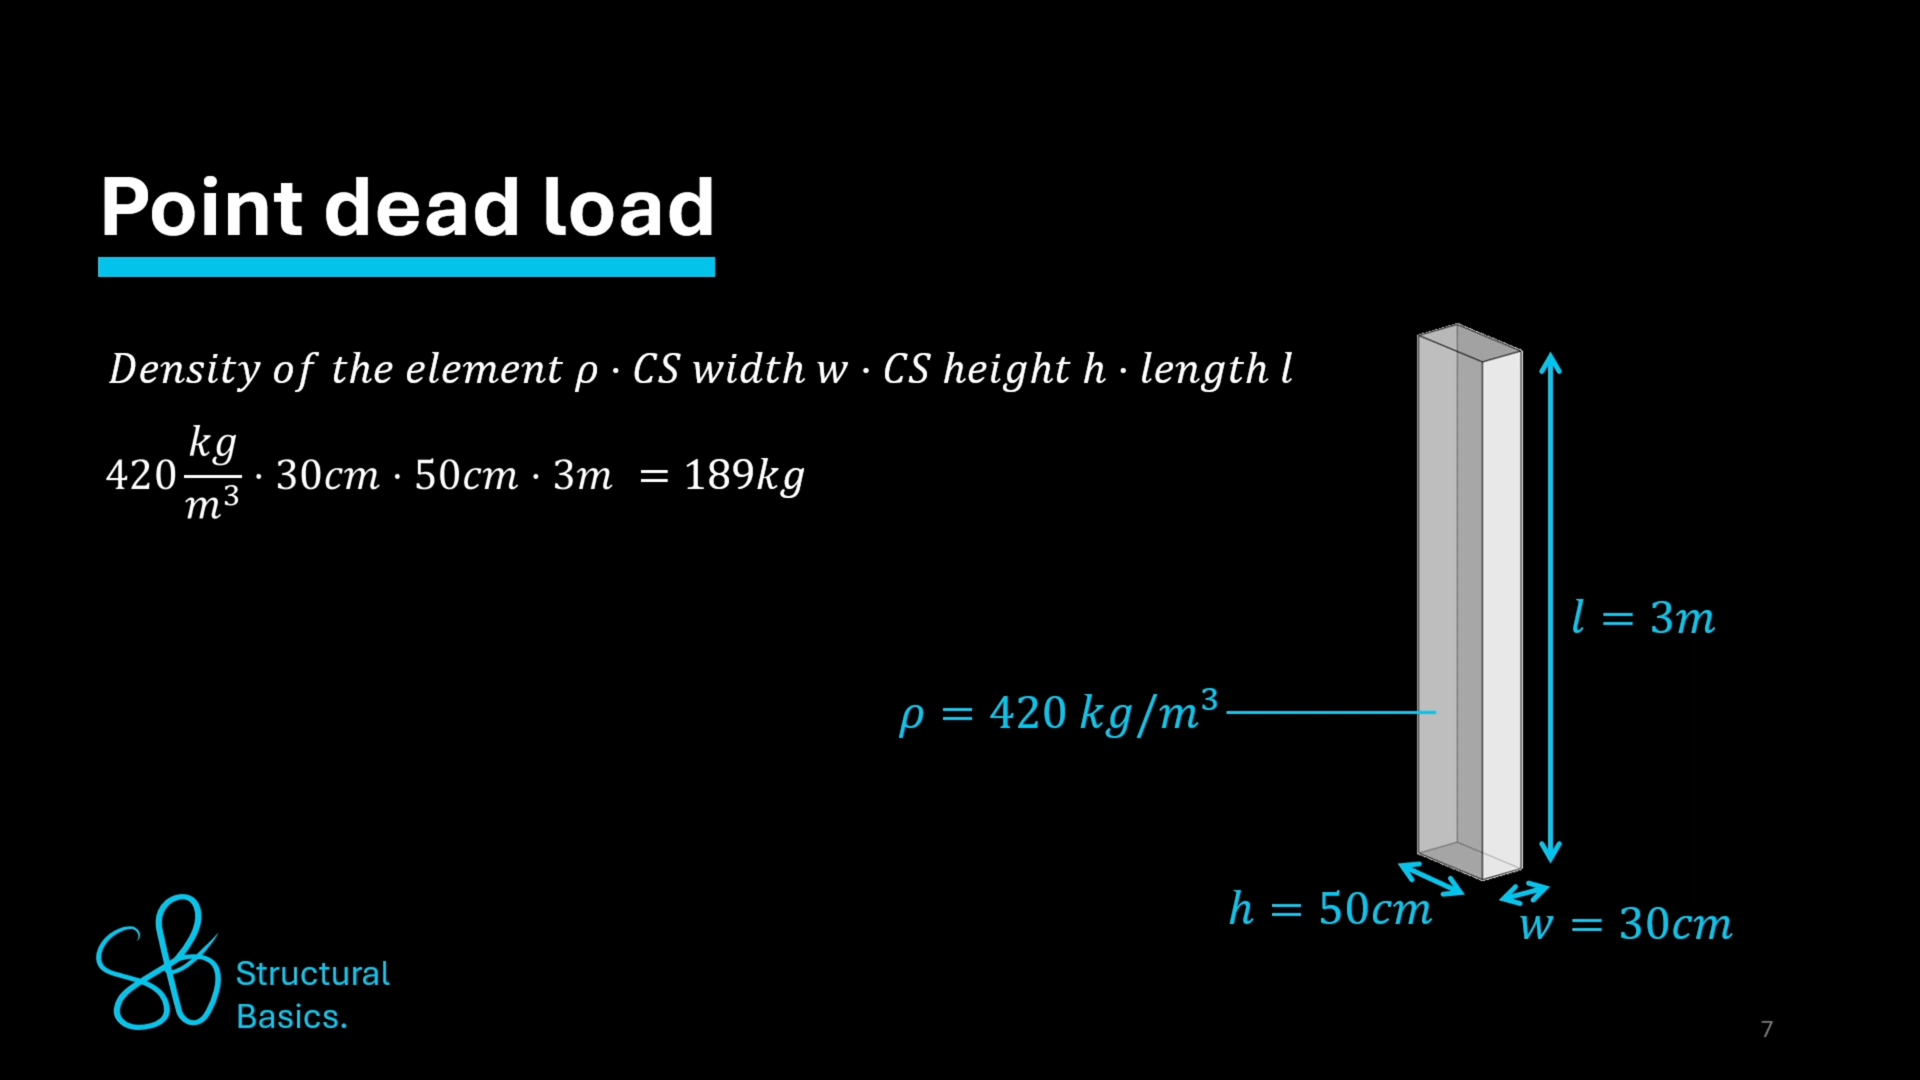 Point dead load
Density of the element ρ · CS width w · CS height h · length l
420 kg/m³ · 30cm · 50cm · 3m = 189kg
l = 3m
ρ = 420 kg/m³
h = 50cm
w = 30cm
SB
Structural
Basics.
7